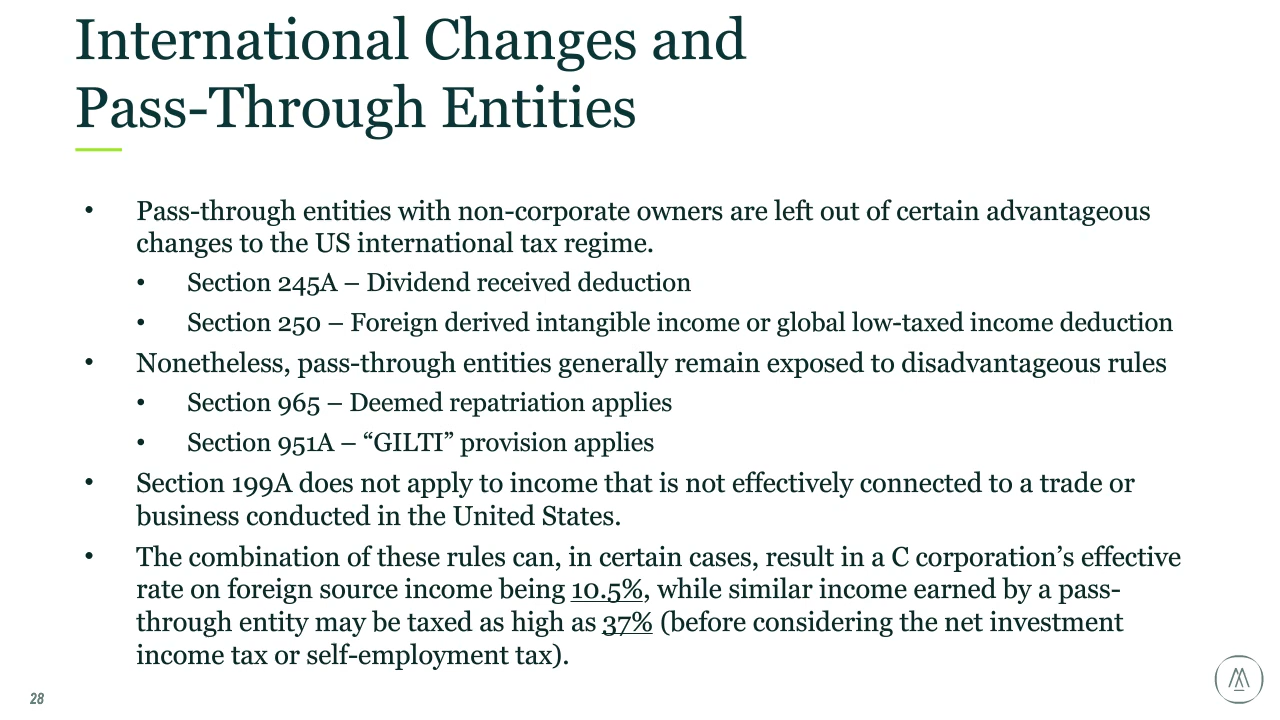 International Changes and
Pass-Through Entities
• Pass-through entities with non-corporate owners are left out of certain advantageous
changes to the US international tax regime.
• Section 245A – Dividend received deduction
• Section 250 – Foreign derived intangible income or global low-taxed income deduction
• Nonetheless, pass-through entities generally remain exposed to disadvantageous rules
• Section 965 – Deemed repatriation applies
• Section 951A – “GILTI” provision applies
• Section 199A does not apply to income that is not effectively connected to a trade or
business conducted in the United States.
• The combination of these rules can, in certain cases, result in a C corporation’s effective
rate on foreign source income being 10.5%, while similar income earned by a pass-
through entity may be taxed as high as 37% (before considering the net investment
income tax or self-employment tax).
28